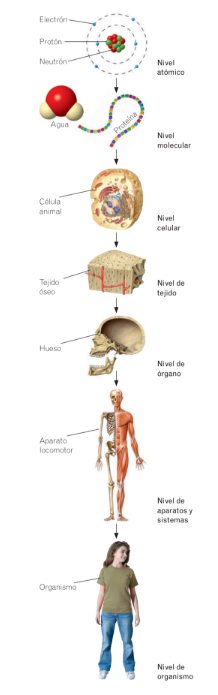 Electrón
Protón
Neutrón
Nivel
atómico
Agua
Proteína
Nivel
molecular
Célula
animal
Nivel
celular
Tejido
óseo
Nivel de
tejido
Hueso
Nivel de
órgano
Aparato
locomotor
Nivel de
aparatos y
sistemas
Organismo
Nivel de
organismo